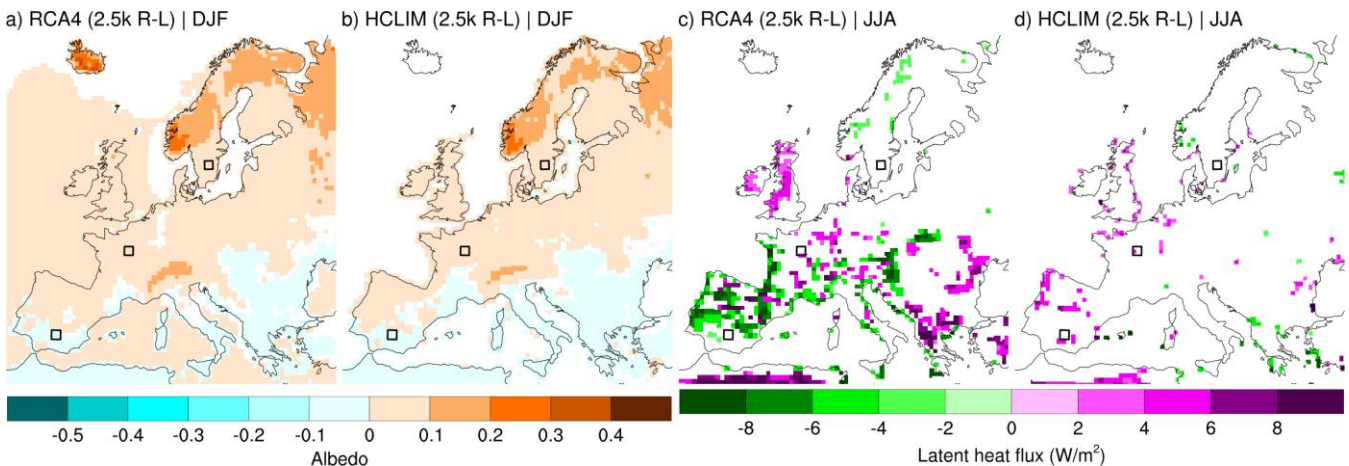 a) RCA4 (2.5k R-L) | DJF
b) HCLIM (2.5k R-L) | DJF
c) RCA4 (2.5k R-L) | JJA
d) HCLIM (2.5k R-L) | JJA
-0.5 -0.4 -0.3 -0.2 -0.1 0 0.1 0.2 0.3 0.4
Albedo
-8 -6 -4 -2 0 2 4 6 8
Latent heat flux (W/m²)